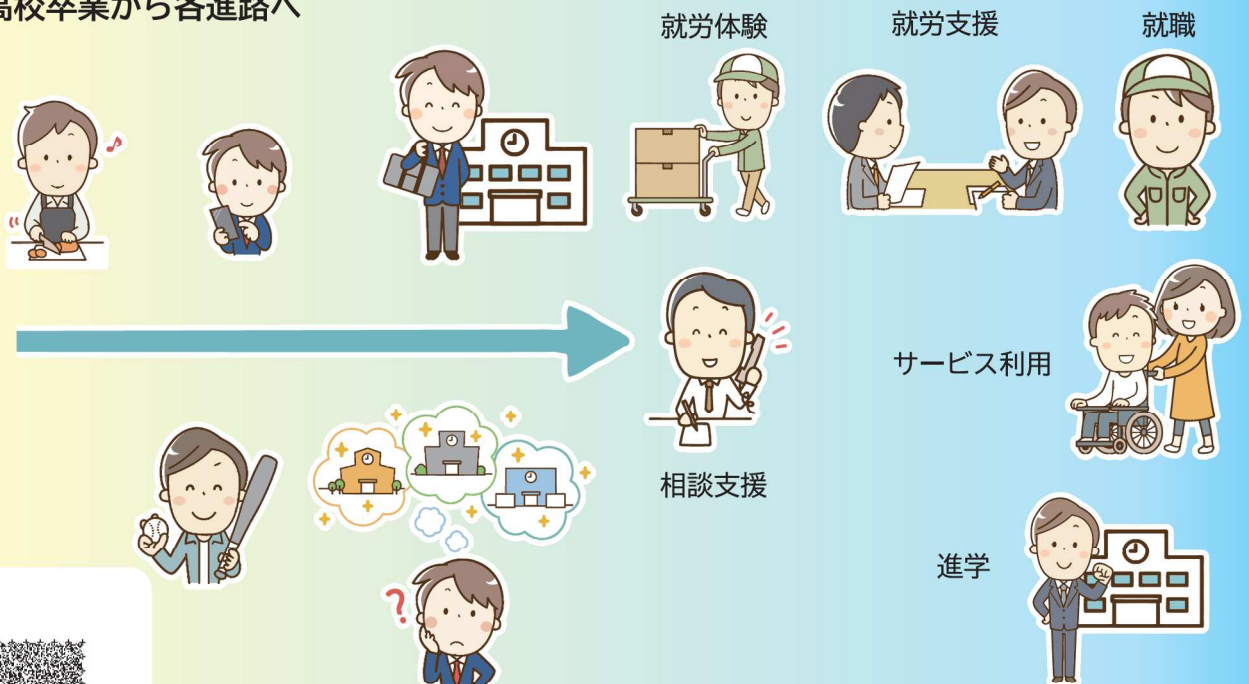 高校卒業から各進路へ
就労体験
就労支援
就職
サービス利用
相談支援
進学